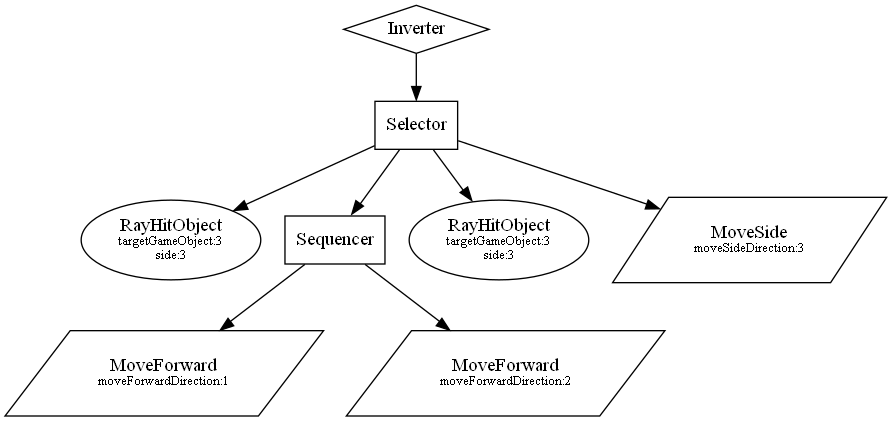 Inverter
Selector
RayHitObject
targetGameObject:3
side:3
Sequencer
RayHitObject
targetGameObject:3
side:3
MoveSide
moveSideDirection:3
MoveForward
moveForwardDirection:1
MoveForward
moveForwardDirection:2